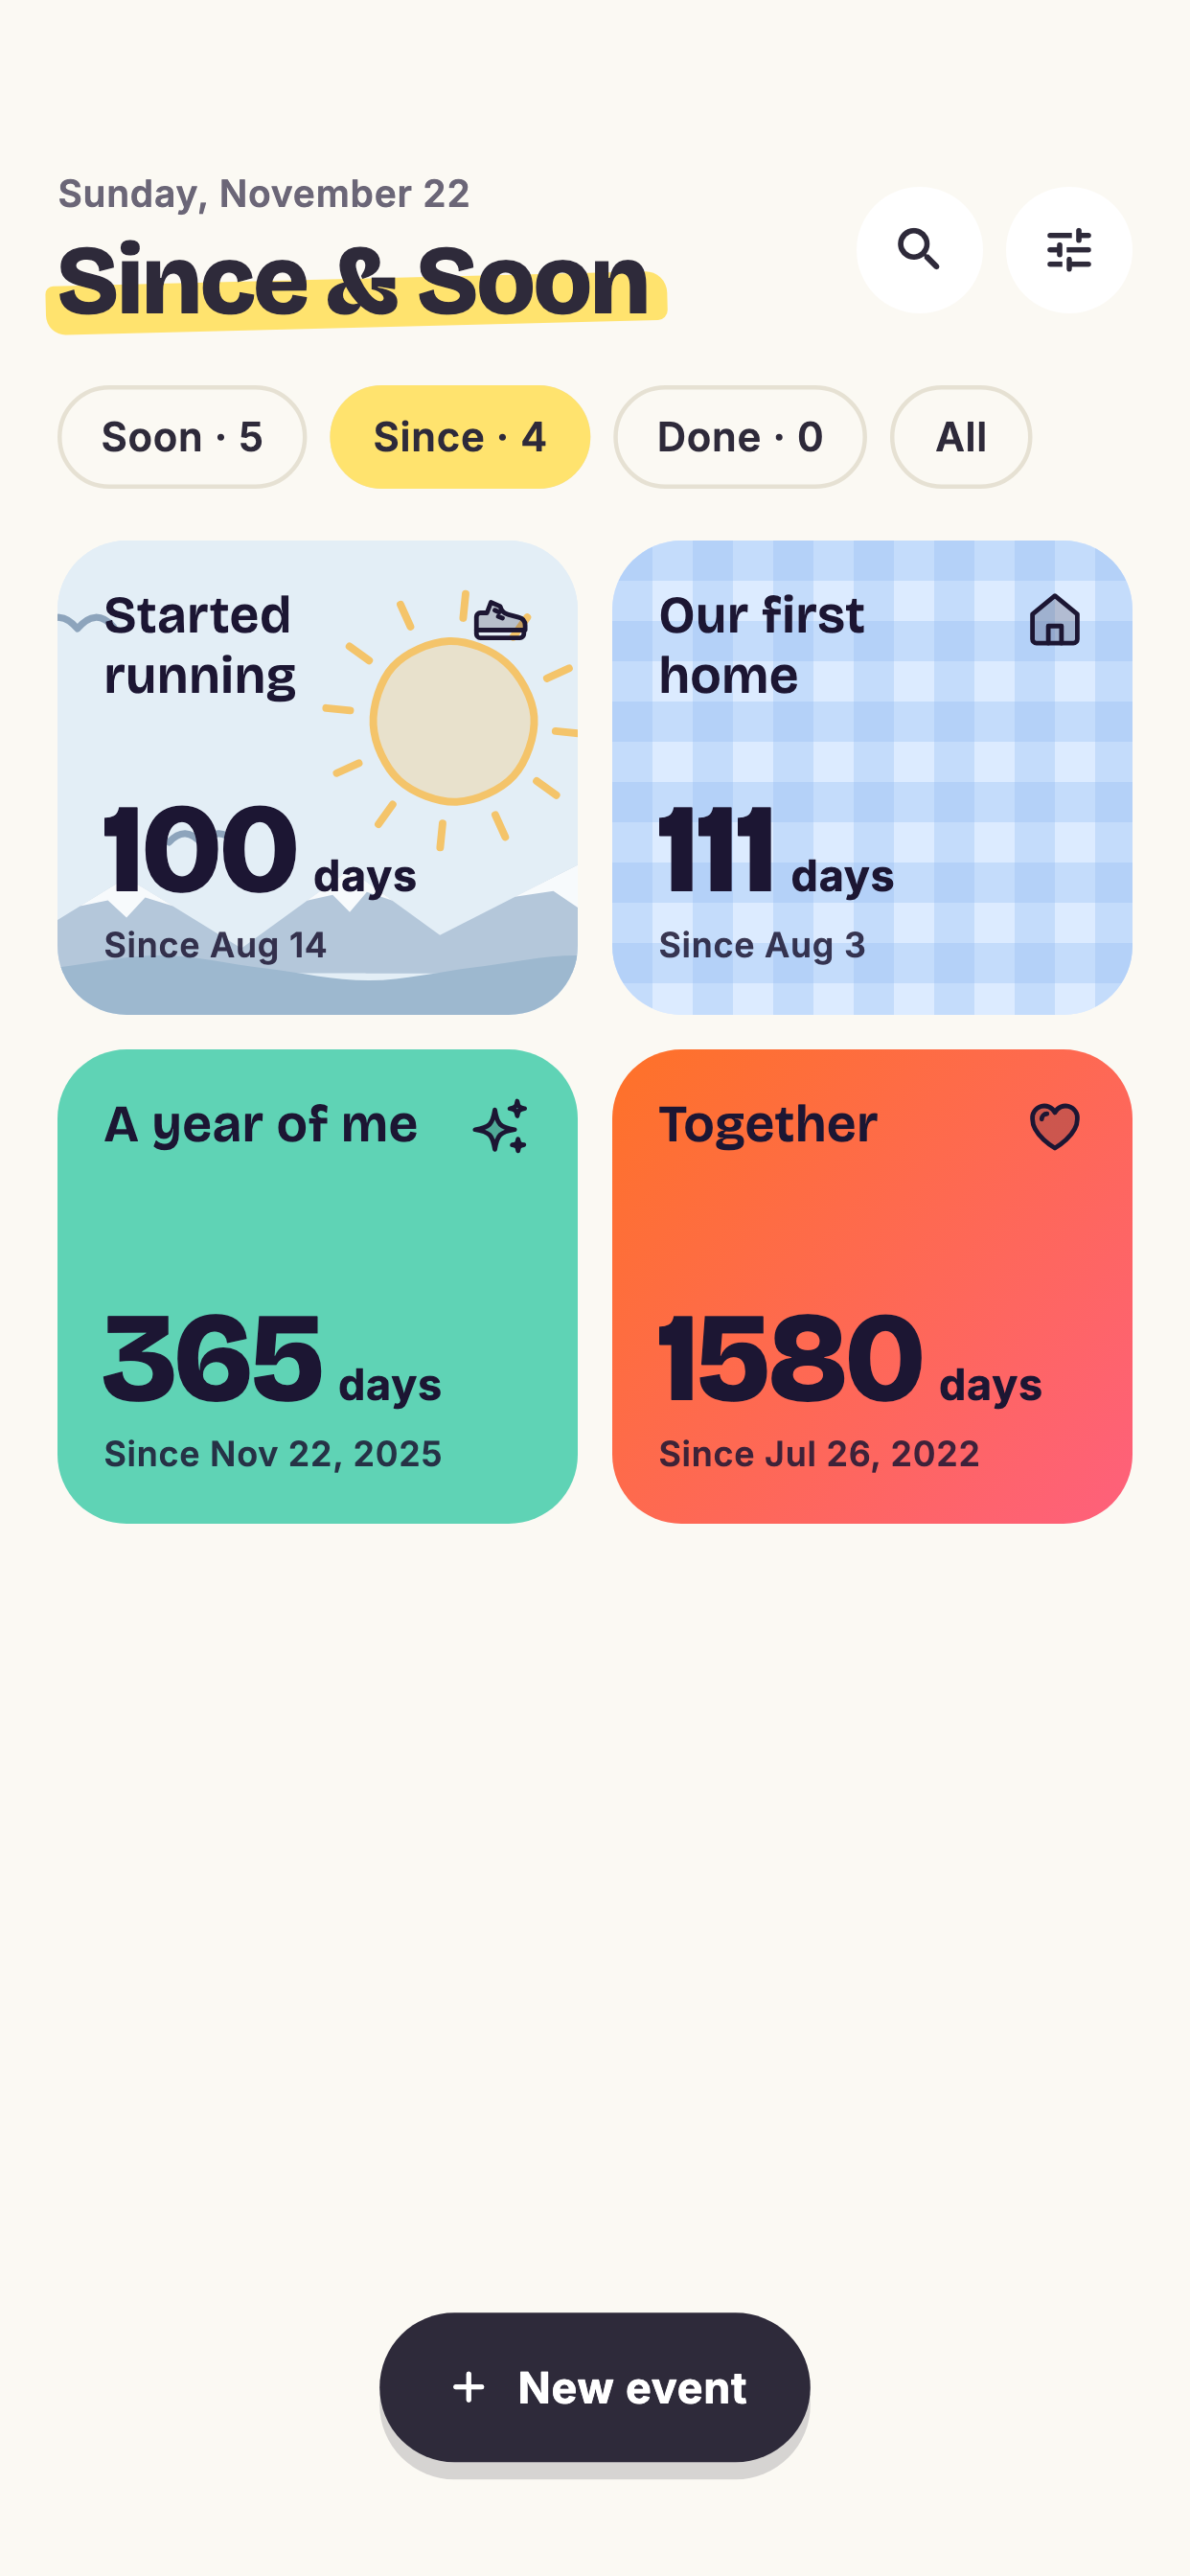 Sunday, November 22
Since & Soon
Soon · 5
Since · 4
Done · 0
All
Started
running
100 days
Since Aug 14
Our first
home
111 days
Since Aug 3
A year of me
365 days
Since Nov 22, 2025
Together
1580 days
Since Jul 26, 2022
+ New event